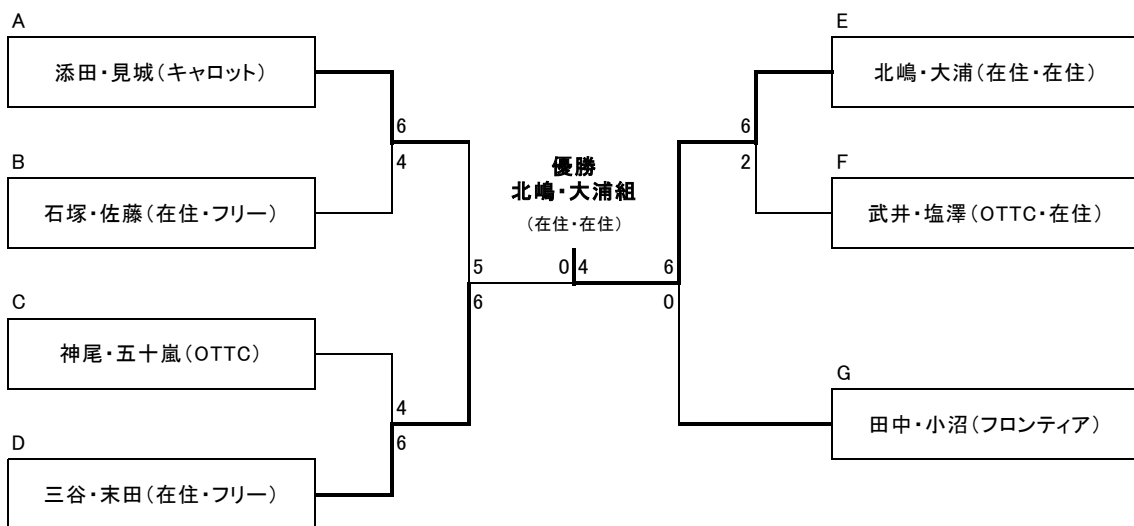 A
添田・見城(キャロット)
6
4
B
石塚・佐藤(在住・フリー)
5
6
C
神尾・五十嵐(OTTC)
4
6
D
三谷・末田(在住・フリー)
優勝
北嶋・大浦組
(在住・在住)
0 4
E
北嶋・大浦(在住・在住)
6
2
F
武井・塩澤(OTTC・在住)
6
0
G
田中・小沼(フロンティア)